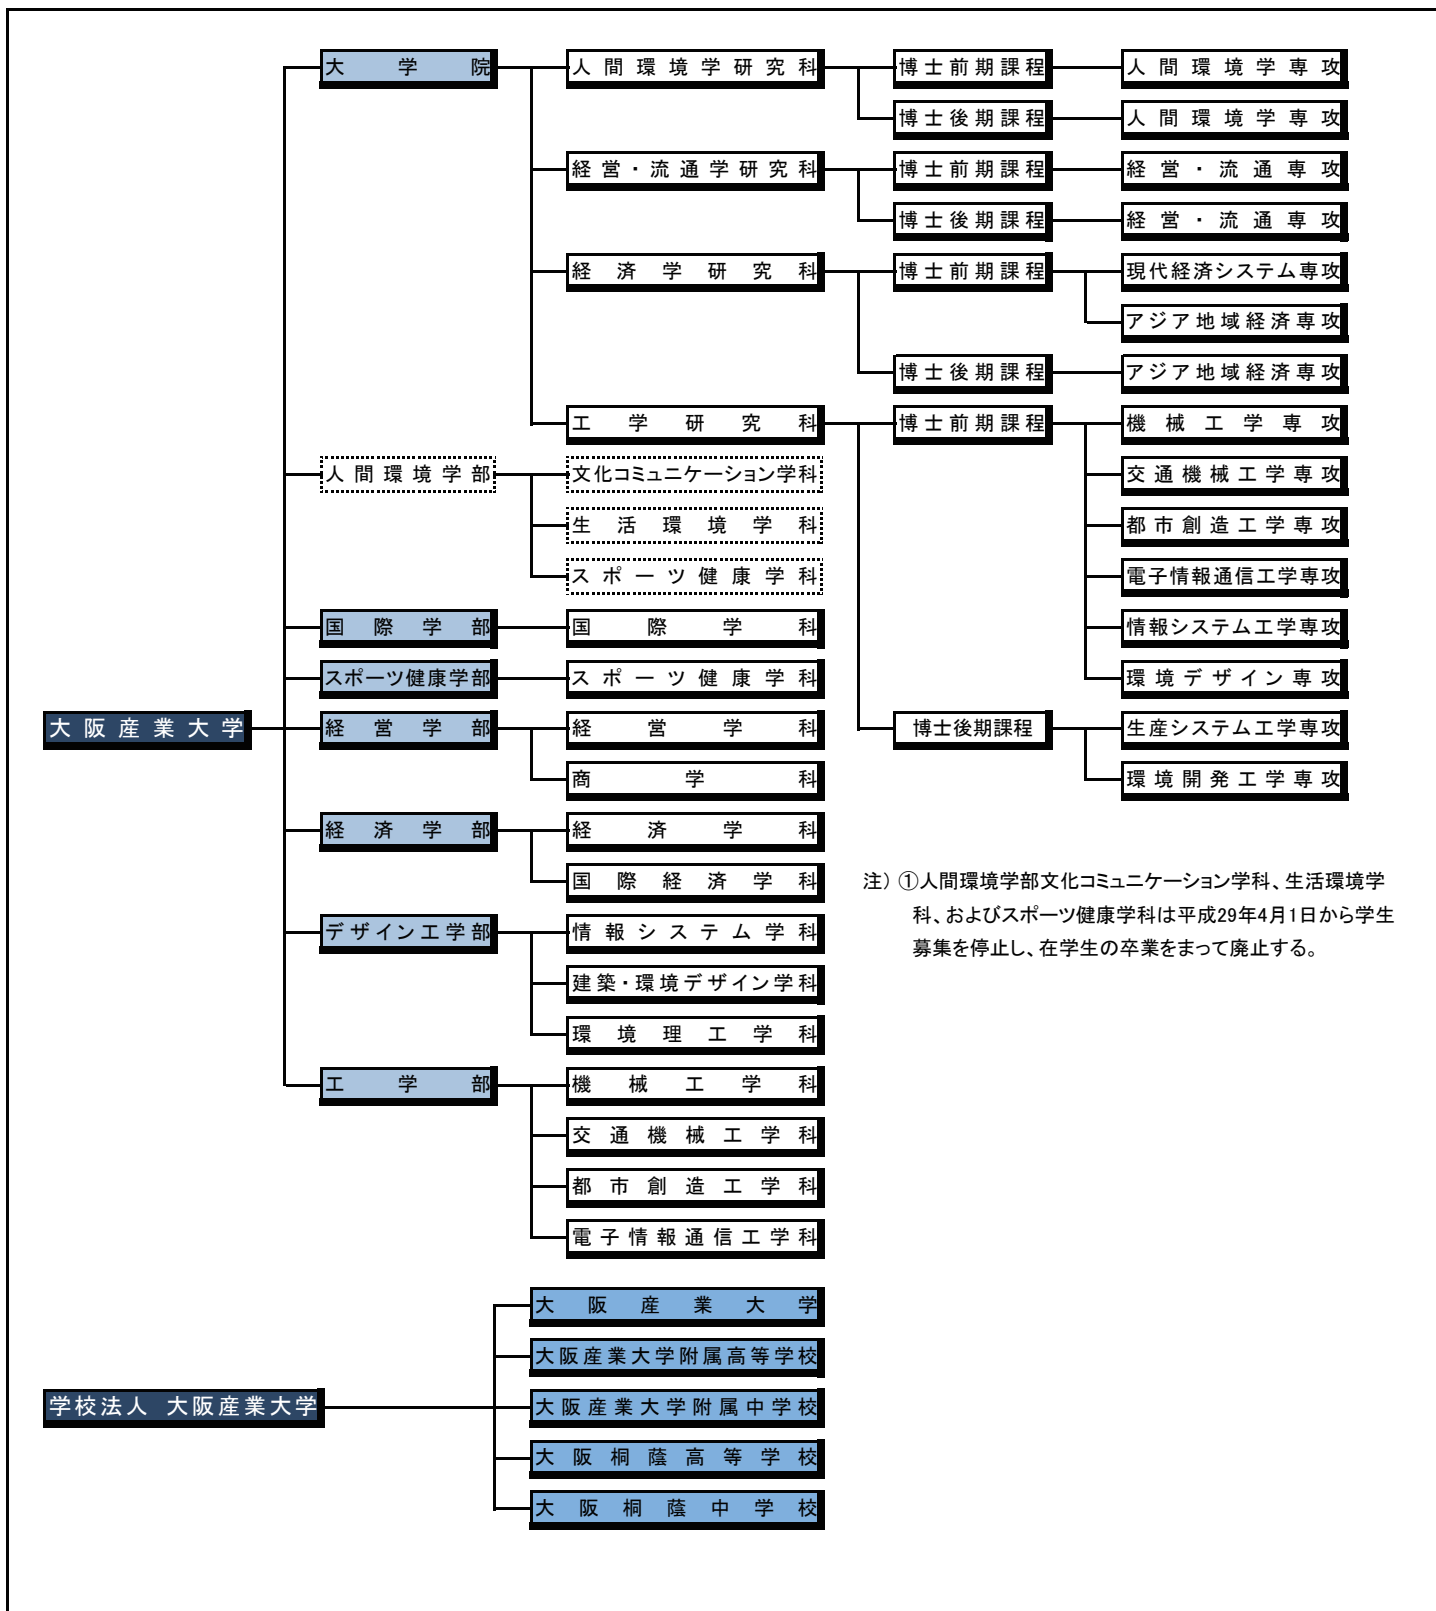 大学院
人間環境学研究科
博士前期課程
人間環境学専攻
博士後期課程
人間環境学専攻
経営・流通学研究科
博士前期課程
経営・流通専攻
博士後期課程
経営・流通専攻
経済学研究科
博士前期課程
現代経済システム専攻
アジア地域経済専攻
博士後期課程
アジア地域経済専攻
工学研究科
博士前期課程
機械工学専攻
交通機械工学専攻
都市創造工学専攻
電子情報通信工学専攻
情報システム工学専攻
環境デザイン専攻
博士後期課程
生産システム工学専攻
環境開発工学専攻
人間環境学部
文化コミュニケーション学科
生活環境学科
スポーツ健康学科
国際学部
国際学科
スポーツ健康学部
スポーツ健康学科
大阪産業大学
経営学部
経営学科
商学科
経済学部
経済学科
国際経済学科
デザイン工学部
情報システム学科
建築・環境デザイン学科
環境理工学科
工学部
機械工学科
交通機械工学科
都市創造工学科
電子情報通信工学科
注）①人間環境学部文化コミュニケーション学科、生活環境学
科、およびスポーツ健康学科は平成29年4月1日から学生
募集を停止し、在学生の卒業をまって廃止する。
学校法人 大阪産業大学
大阪産業大学
大阪産業大学附属高等学校
大阪産業大学附属中学校
大阪桐蔭高等学校
大阪桐蔭中学校